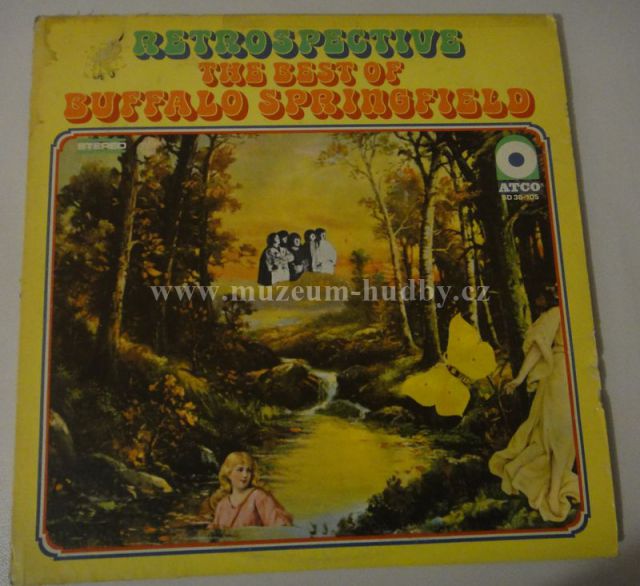 RETROSPECTIVE
THE BEST OF
BUFFALO SPRINGFIELD
STEREO
ATCO
SD 38-105
www.muzeum-hudby.cz